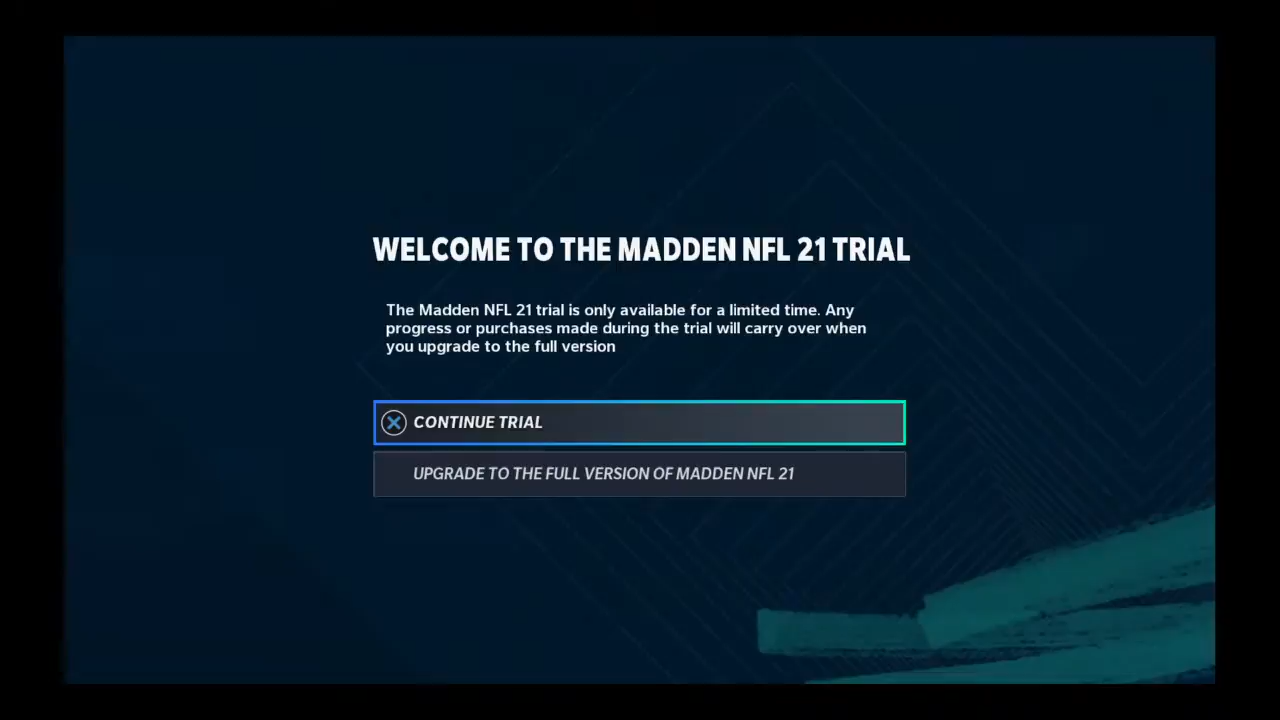 WELCOME TO THE MADDEN NFL 21 TRIAL
The Madden NFL 21 trial is only available for a limited time. Any
progress or purchases made during the trial will carry over when
you upgrade to the full version
CONTINUE TRIAL
UPGRADE TO THE FULL VERSION OF MADDEN NFL 21